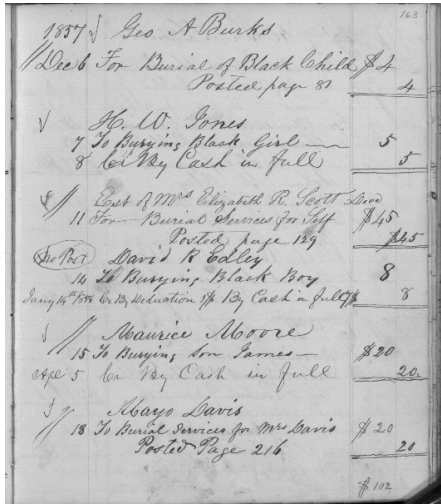 163
1857 √ Geo A Burks
Dec 6 For Burial of Black Child $4
Posted page 81 4
√ H. W. Jones
7 To Burying Black Girl — 5
8 Cr By Cash in full 5
Est of Mrs Elizabeth R. Scott Decd
11 For Burial Services for Self $45
Posted page 129 $45
No Post David R Edley
14 To Burying Black Boy 8
Jany 14th 1858 Cr By Deduction By Cash in full 8
√ Maurice Moore
15 To Burying Son James — $20
Apl 5 Cr By Cash in full 20.
Mayo Davis
18 To Burial Services for Mrs Davis $20
Posted Page 216 20
$102